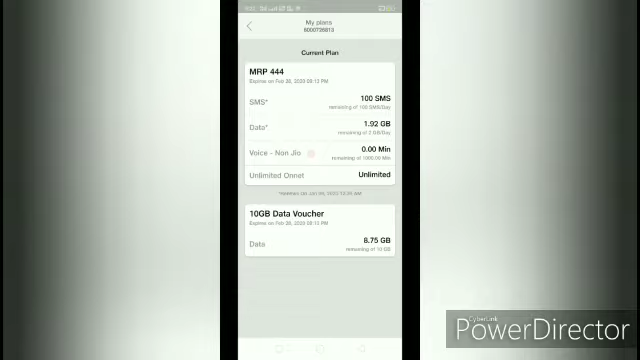 My plans
Current Plan
MRP 444
Expires on Feb 28, 2020 09:13 PM
SMS*
100 SMS
remaining of 100 SMS/Day
Data*
1.92 GB
remaining of 2 GB/Day
Voice - Non Jio
0.00 Min
remaining of 1000.00 Min
Unlimited Onnet
Unlimited
10GB Data Voucher
Expires on Feb 28, 2020 09:13 PM
Data
8.75 GB
remaining of 10 GB
CyberLink
PowerDirector